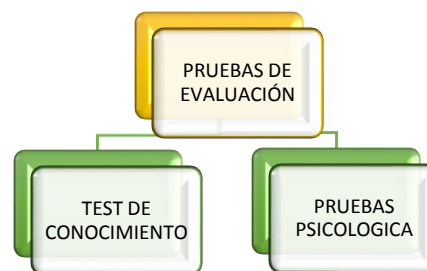 PRUEBAS DE
EVALUACIÓN
TEST DE
CONOCIMIENTO
PRUEBAS
PSICOLOGICA